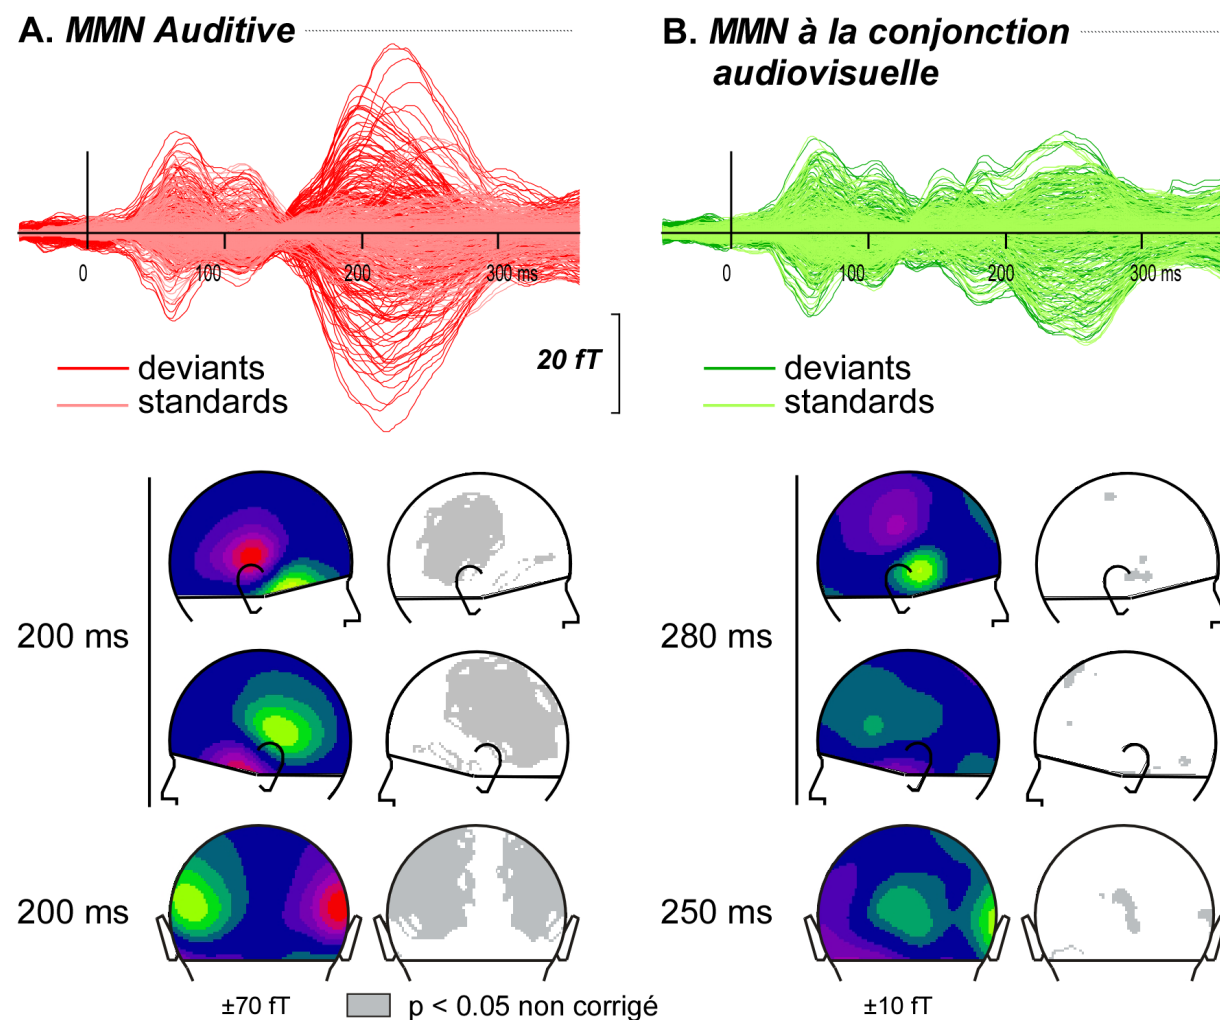 A. MMN Auditive
B. MMN à la conjonction
audiovisuelle
0 100 200 300 ms
0 100 200 300 ms
20 fT
deviants
standards
deviants
standards
200 ms
280 ms
200 ms
250 ms
±70 fT
p < 0.05 non corrigé
±10 fT